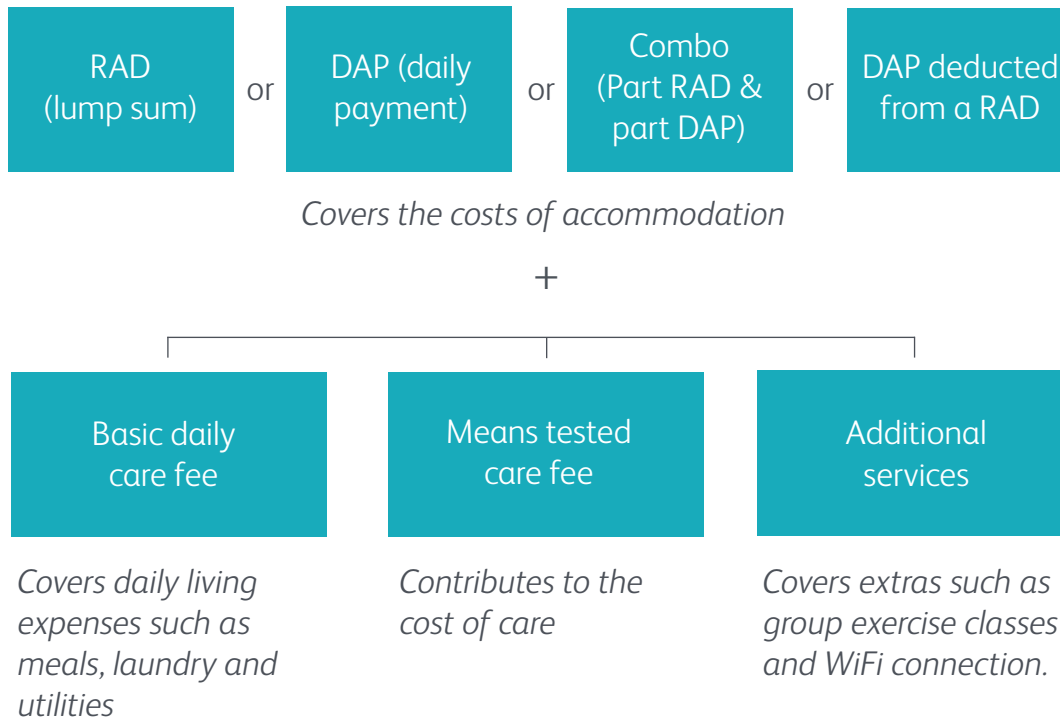 RAD
(lump sum)
or
DAP (daily
payment)
or
Combo
(Part RAD &
part DAP)
or
DAP deducted
from a RAD
Covers the costs of accommodation
+
Basic daily
care fee
Means tested
care fee
Additional
services
Covers daily living
expenses such as
meals, laundry and
utilities
Contributes to the
cost of care
Covers extras such as
group exercise classes
and WiFi connection.